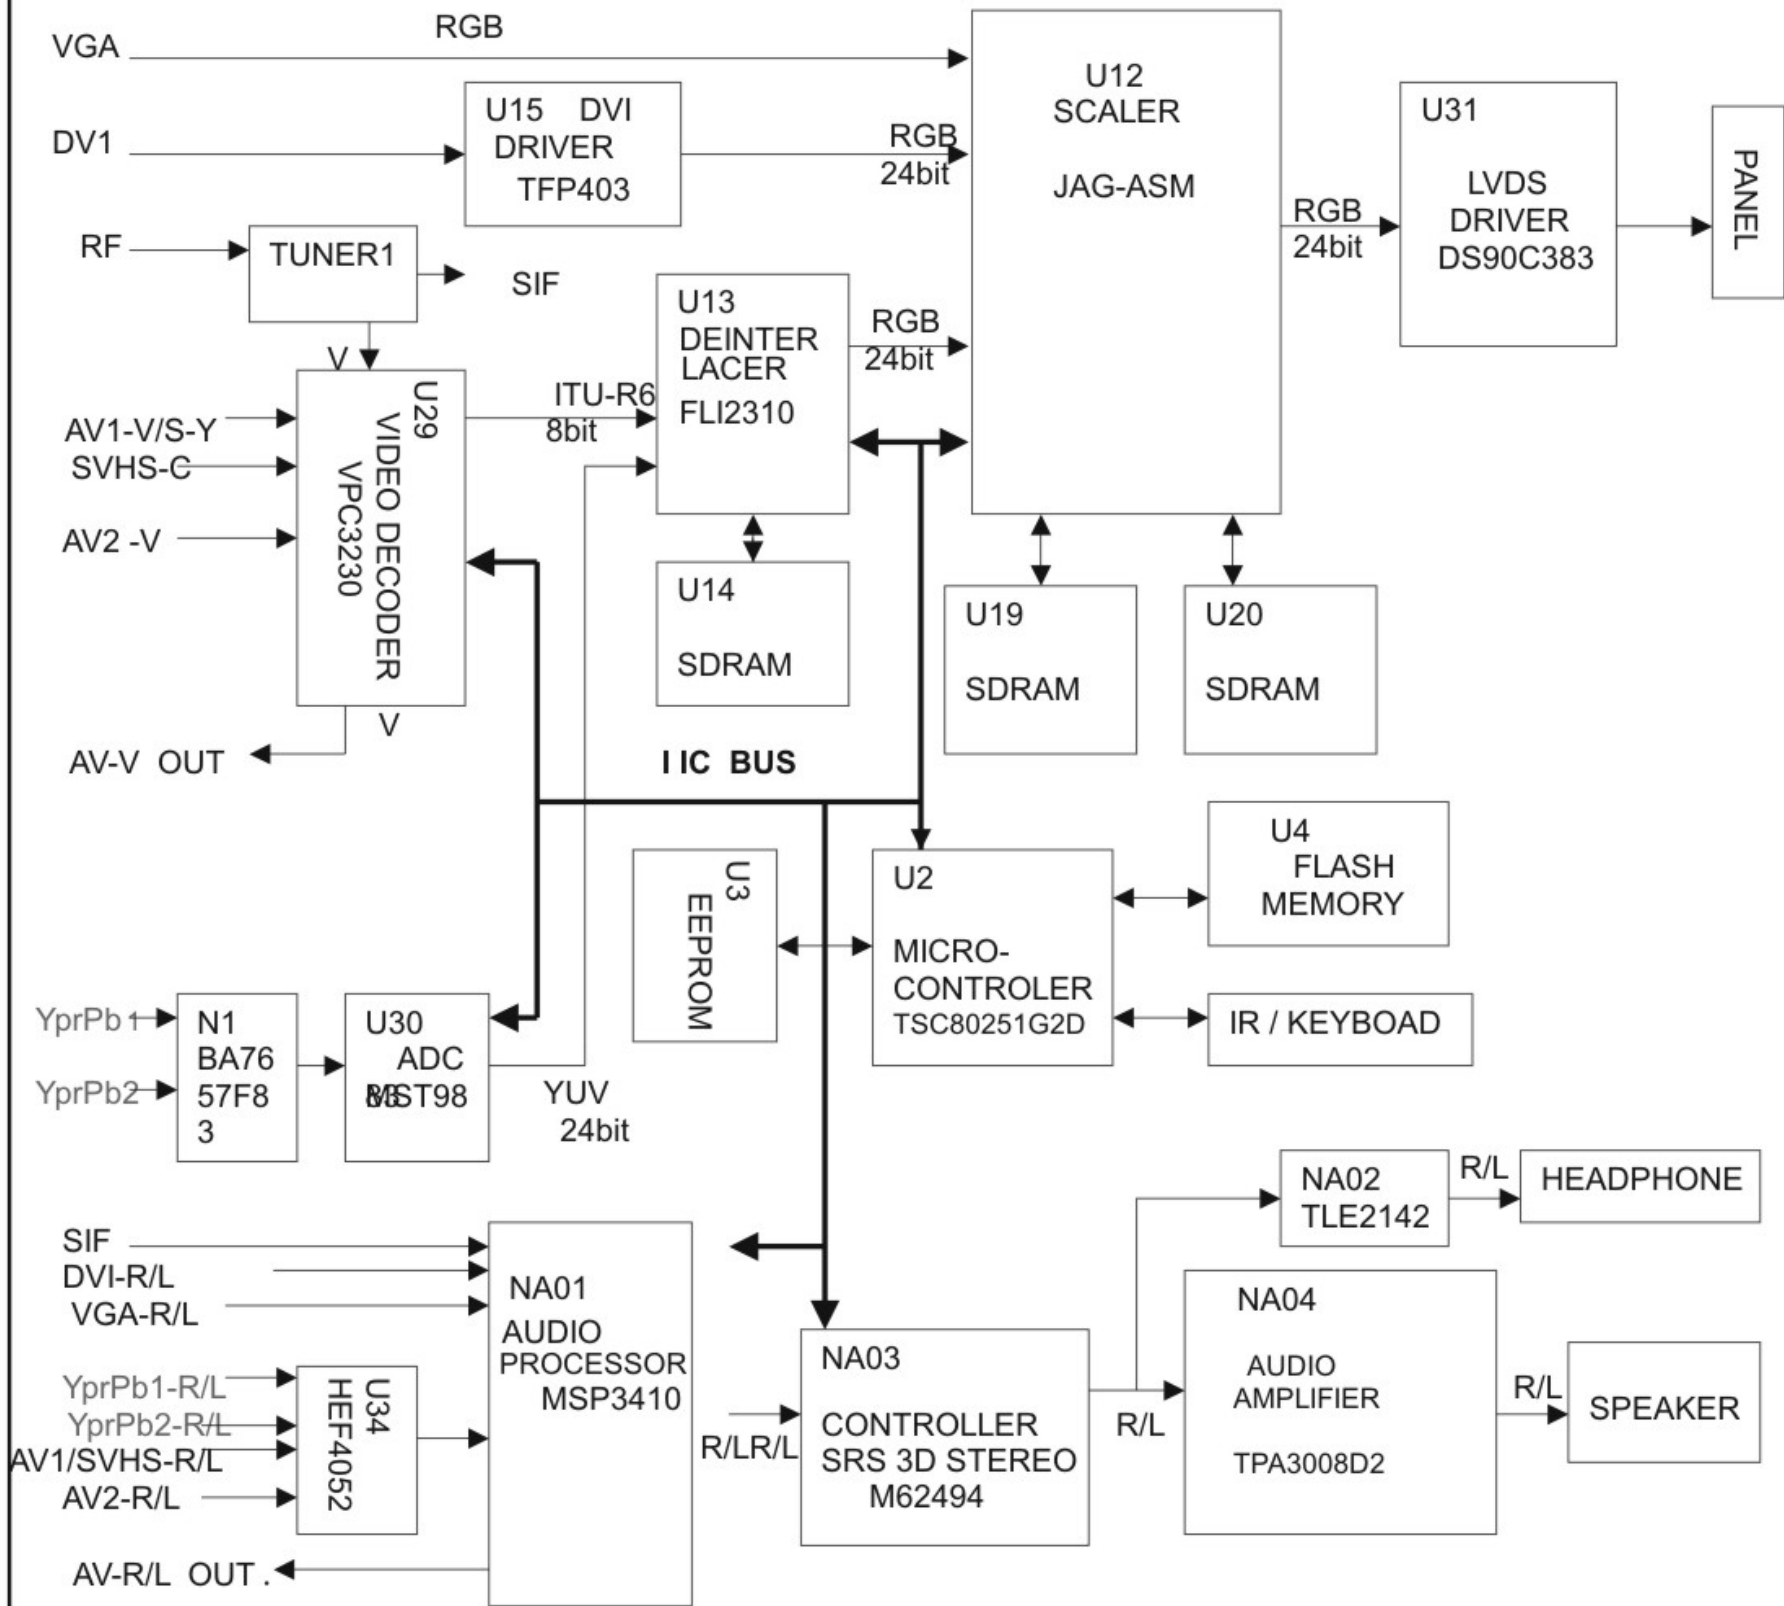 VGA
RGB
DV1
U15 DVI
DRIVER
TFP403
RGB
24bit
U12
SCALER
JAG-ASM
U31
LVDS
DRIVER
DS90C383
PANEL
RGB
24bit
RF
TUNER1
SIF
U13
DEINTER
LACER
FLI2310
RGB
24bit
V
U29
VIDEO DECODER
VPC3230
ITU-R6
8bit
AV1-V/S-Y
SVHS-C
AV2 -V
U14
SDRAM
U19
SDRAM
U20
SDRAM
V
AV-V OUT
I IC BUS
U3
EEPROM
U2
MICRO-
CONTROLER
TSC80251G2D
U4
FLASH
MEMORY
IR / KEYBOAD
YprPb1
YprPb2
N1
BA76
57F8
3
U30
ADC
MST98
83
YUV
24bit
NA02
TLE2142
R/L
HEADPHONE
SIF
DVI-R/L
VGA-R/L
NA01
AUDIO
PROCESSOR
MSP3410
YprPb1-R/L
YprPb2-R/L
AV1/SVHS-R/L
AV2-R/L
U34
HEF4052
AV-R/L OUT .
R/LR/L
NA03
CONTROLLER
SRS 3D STEREO
M62494
R/L
NA04
AUDIO
AMPLIFIER
TPA3008D2
R/L
SPEAKER